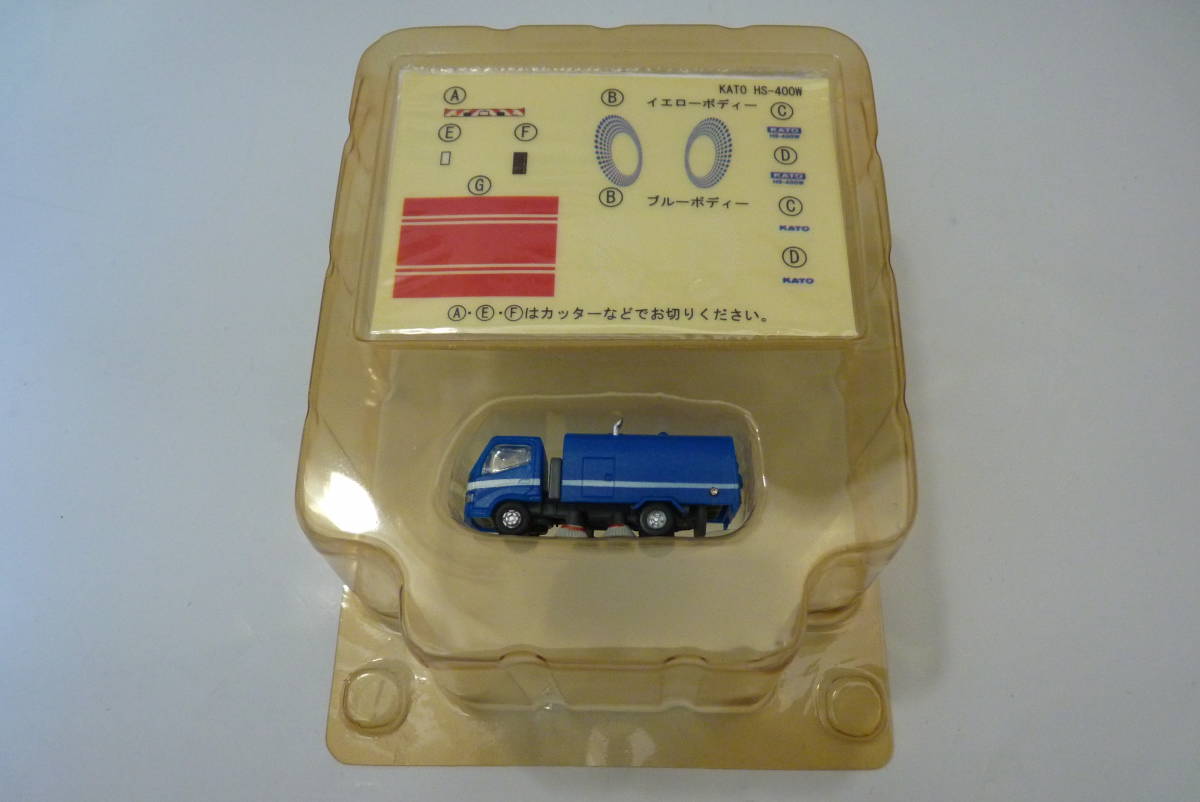 KATO HS-400W
Ⓐ
Ⓑ イエローボディー Ⓒ
KATO
HS-400W
Ⓔ Ⓕ
Ⓓ
KATO
HS-400W
Ⓖ
Ⓑ ブルーボディー Ⓒ
KATO
Ⓓ
KATO
Ⓐ・Ⓔ・Ⓕはカッターなどでお切りください。